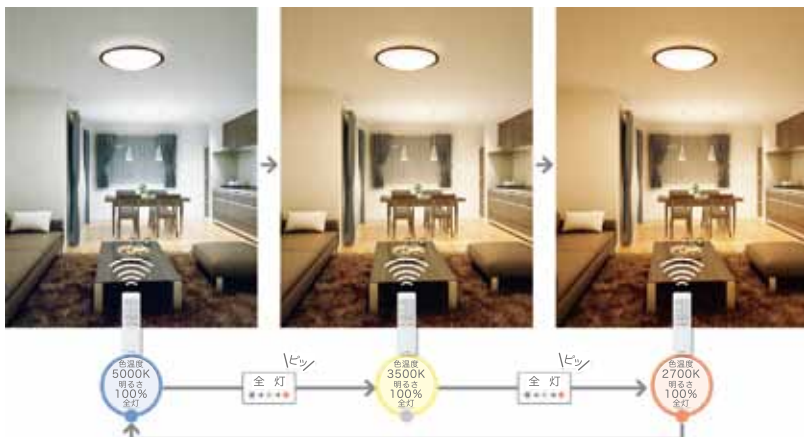 色温度
5000K
明るさ
100%
全灯
ピッ
全 灯
色温度
3500K
明るさ
100%
全灯
ピッ
全 灯
色温度
2700K
明るさ
100%
全灯